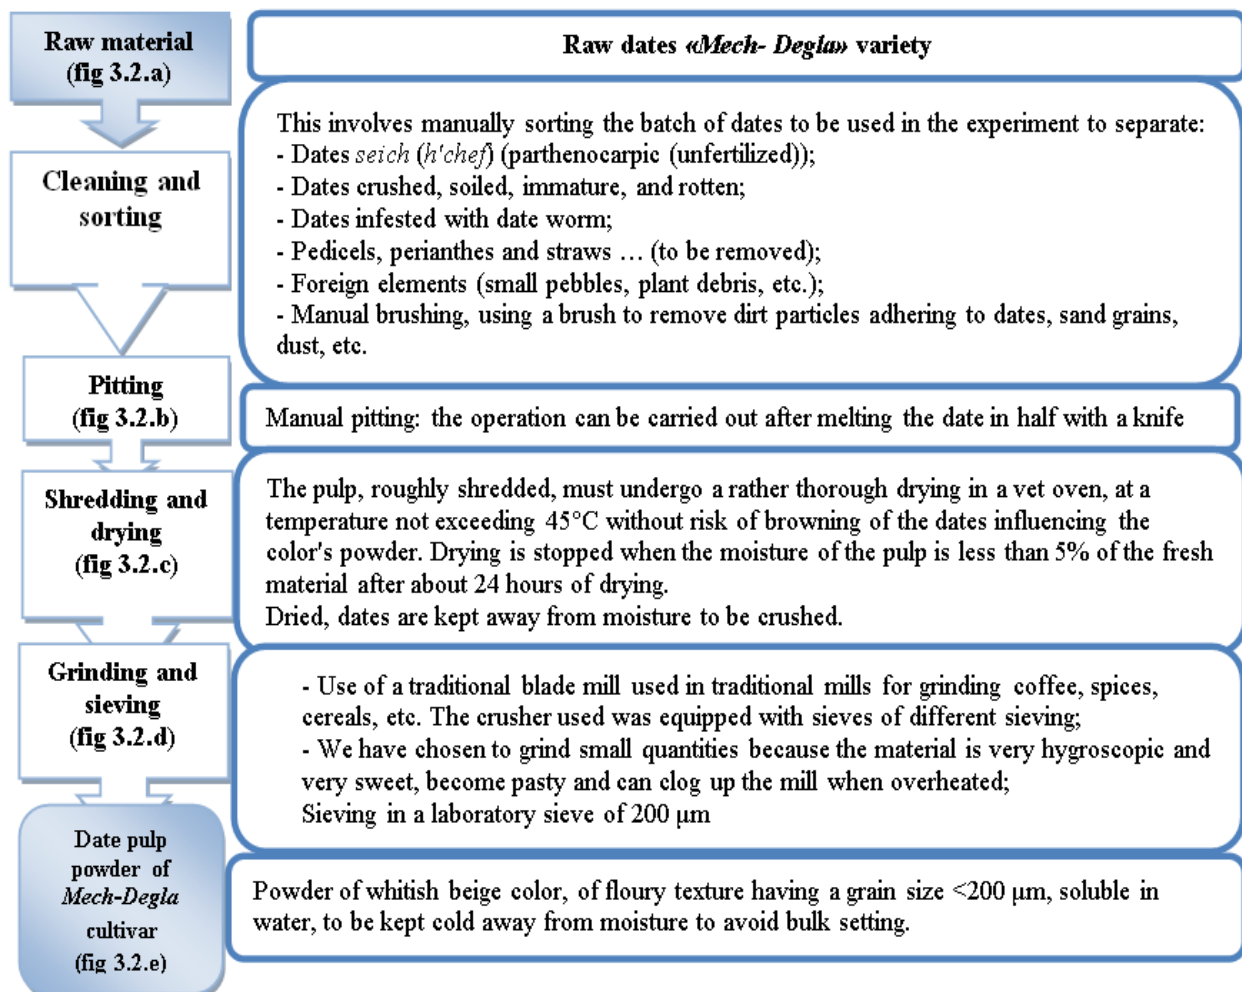 Raw material
(fig 3.2.a)
Raw dates «Mech- Degla» variety
Cleaning and
sorting
This involves manually sorting the batch of dates to be used in the experiment to separate:
- Dates seich (h'chef) (parthenocarpic (unfertilized));
- Dates crushed, soiled, immature, and rotten;
- Dates infested with date worm;
- Pedicels, perianthes and straws … (to be removed);
- Foreign elements (small pebbles, plant debris, etc.);
- Manual brushing, using a brush to remove dirt particles adhering to dates, sand grains,
dust, etc.
Pitting
(fig 3.2.b)
Manual pitting: the operation can be carried out after melting the date in half with a knife
Shredding and
drying
(fig 3.2.c)
The pulp, roughly shredded, must undergo a rather thorough drying in a vet oven, at a
temperature not exceeding 45°C without risk of browning of the dates influencing the
color's powder. Drying is stopped when the moisture of the pulp is less than 5% of the fresh
material after about 24 hours of drying.
Dried, dates are kept away from moisture to be crushed.
Grinding and
sieving
(fig 3.2.d)
- Use of a traditional blade mill used in traditional mills for grinding coffee, spices,
cereals, etc. The crusher used was equipped with sieves of different sieving;
- We have chosen to grind small quantities because the material is very hygroscopic and
very sweet, become pasty and can clog up the mill when overheated;
Sieving in a laboratory sieve of 200 μm
Date pulp
powder of
Mech-Degla
cultivar
(fig 3.2.e)
Powder of whitish beige color, of floury texture having a grain size <200 μm, soluble in
water, to be kept cold away from moisture to avoid bulk setting.